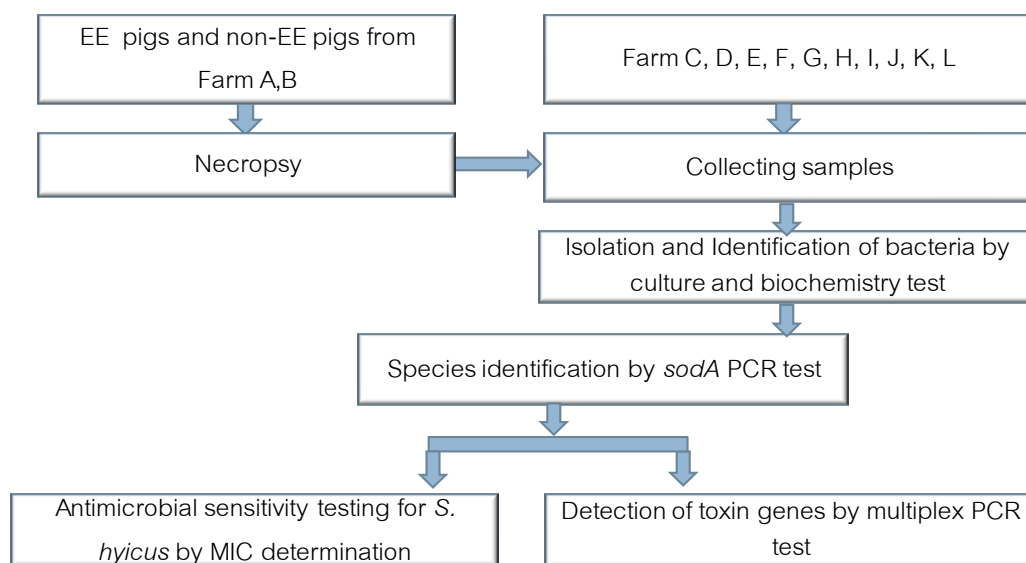 EE pigs and non-EE pigs from
Farm A,B
Farm C, D, E, F, G, H, I, J, K, L
Necropsy
Collecting samples
Isolation and Identification of bacteria by
culture and biochemistry test
Species identification by sodA PCR test
Antimicrobial sensitivity testing for S.
hyicus by MIC determination
Detection of toxin genes by multiplex PCR
test